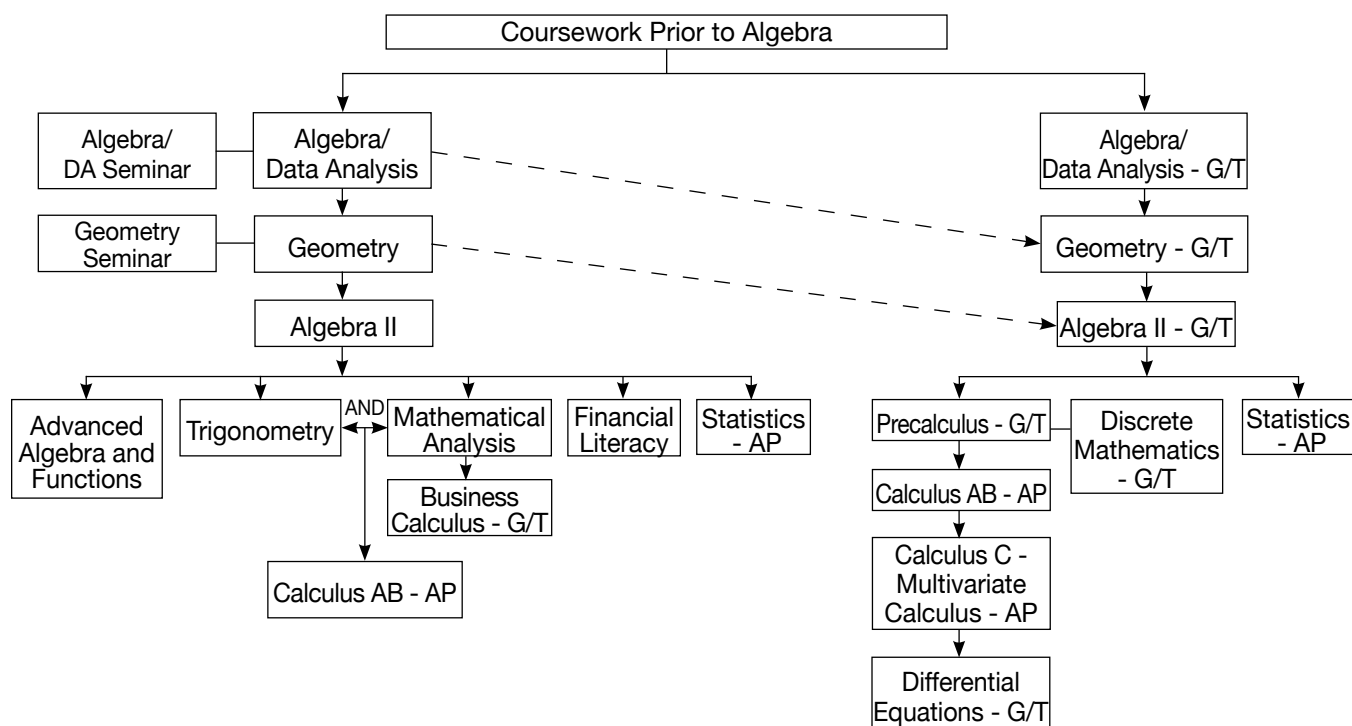 Coursework Prior to Algebra
Algebra/
DA Seminar
Algebra/
Data Analysis
Algebra/
Data Analysis - G/T
Geometry
Seminar
Geometry
Geometry - G/T
Algebra II
Algebra II - G/T
Advanced
Algebra and
Functions
Trigonometry
AND
Mathematical
Analysis
Financial
Literacy
Statistics
- AP
Precalculus - G/T
Discrete
Mathematics
- G/T
Statistics
- AP
Business
Calculus - G/T
Calculus AB - AP
Calculus AB - AP
Calculus C -
Multivariate
Calculus - AP
Differential
Equations - G/T